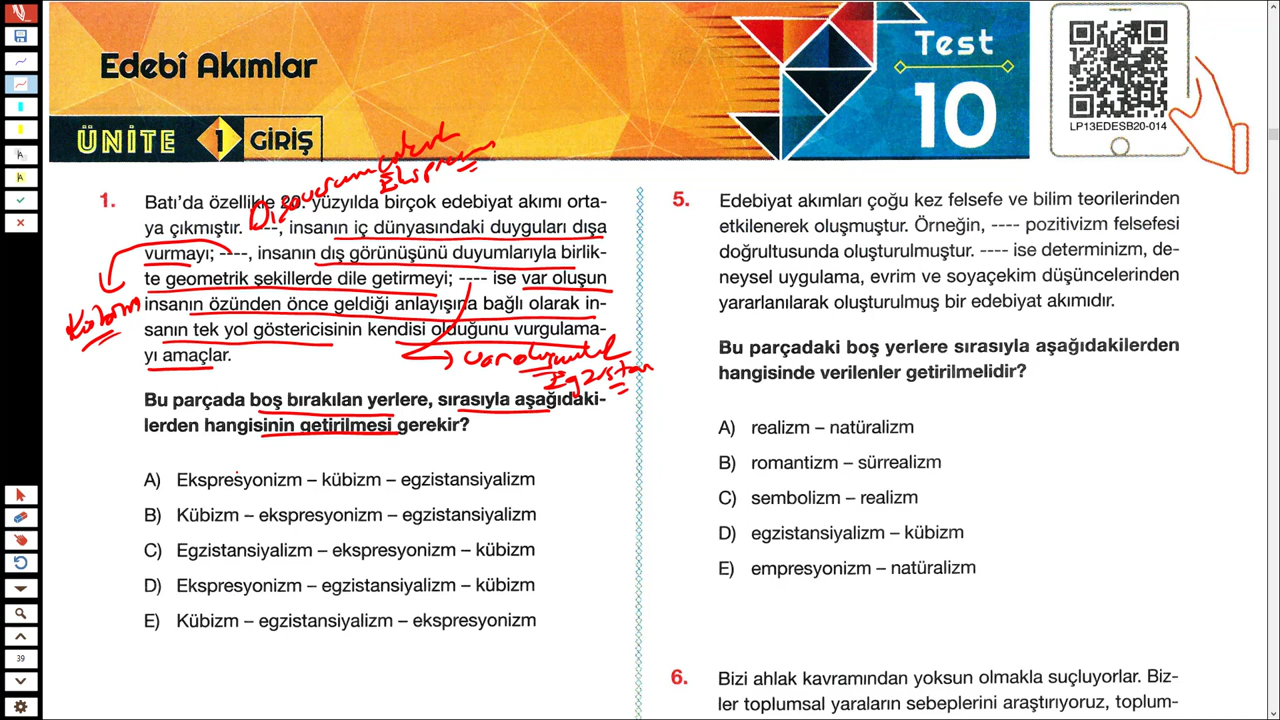 Edebî Akımlar
ÜNİTE 1 GİRİŞ
Test
10
LP13EDESB20-014
Dışavurumculuk
Ekspresyon
1. Batı'da özellikle 20. yüzyılda birçok edebiyat akımı orta-
ya çıkmıştır. ----, insanın iç dünyasındaki duyguları dışa
vurmayı; ----, insanın dış görünüşünü duyumlarıyla birlik-
te geometrik şekillerde dile getirmeyi; ---- ise var oluşun
insanın özünden önce geldiği anlayışına bağlı olarak in-
sanın tek yol göstericisinin kendisi olduğunu vurgulama-
yı amaçlar.
Kübizm
Egzistan
Bu parçada boş bırakılan yerlere, sırasıyla aşağıdaki-
lerden hangisinin getirilmesi gerekir?
A) Ekspresyonizm – kübizm – egzistansiyalizm
B) Kübizm – ekspresyonizm – egzistansiyalizm
C) Egzistansiyalizm – ekspresyonizm – kübizm
D) Ekspresyonizm – egzistansiyalizm – kübizm
E) Kübizm – egzistansiyalizm – ekspresyonizm
5. Edebiyat akımları çoğu kez felsefe ve bilim teorilerinden
etkilenerek oluşmuştur. Örneğin, ---- pozitivizm felsefesi
doğrultusunda oluşturulmuştur. ---- ise determinizm, de-
neysel uygulama, evrim ve soyaçekim düşüncelerinden
yararlanılarak oluşturulmuş bir edebiyat akımıdır.
Bu parçadaki boş yerlere sırasıyla aşağıdakilerden
hangisinde verilenler getirilmelidir?
A) realizm – natüralizm
B) romantizm – sürrealizm
C) sembolizm – realizm
D) egzistansiyalizm – kübizm
E) empresyonizm – natüralizm
6. Bizi ahlak kavramından yoksun olmakla suçluyorlar. Biz-
ler toplumsal yaraların sebeplerini araştırıyoruz, toplum-
39